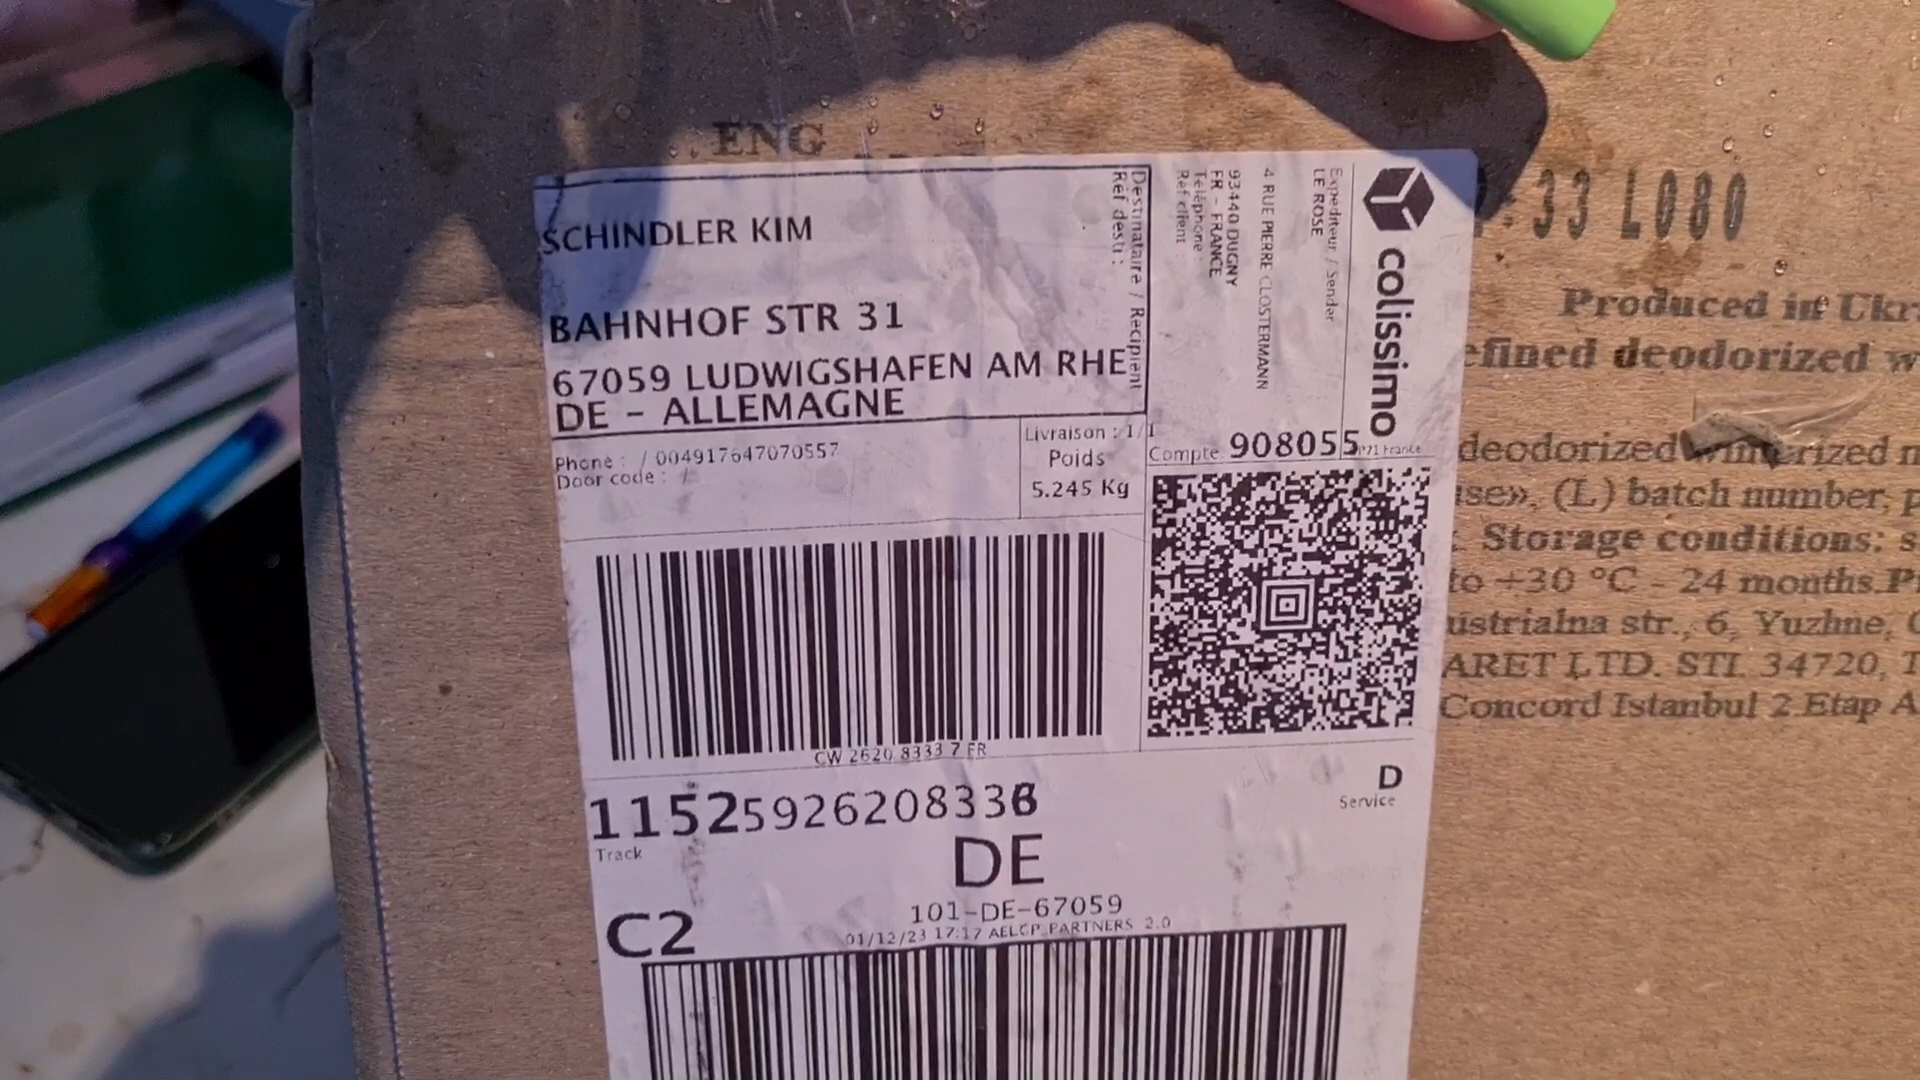 ENG
SCHINDLER KIM
BAHNHOF STR 31
67059 LUDWIGSHAFEN AM RHE
DE - ALLEMAGNE
Destinataire / Recipient
Réf desti :
Phone : / 004917647070557
Door code : /
Livraison : 1/1
Poids
5.245 Kg
colissimo
Expediteur / Sender
LE ROSE
4 RUE PIERRE CLOSTERMANN
93440 DUGNY
FR - FRANCE
Téléphone :
Réf client :
Compte 908055
CW 2620 8333 7 FR
D
Service
11525926208336
Track
DE
C2
101-DE-67059
01/12/23 17:17 AELCP_PARTNERS 2.0
:33 L080
Produced in Ukr
efined deodorized w
deodorized winterized
use», (L) batch number, p
Storage conditions: s
to +30 °C - 24 months.
ustrialna str., 6, Yuzhne,
ARET LTD. STI. 34720,
Concord Istanbul 2.Etap A